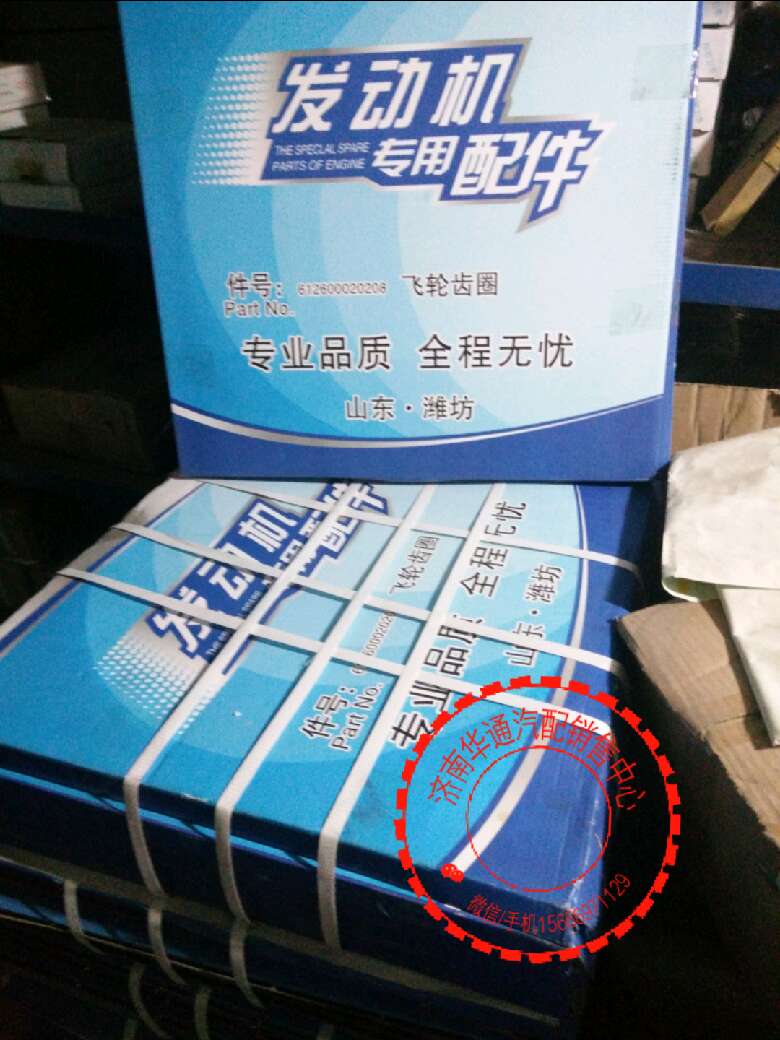 发动机
THE SPECLAL SPARE
PARTS OF ENGINE
专用配件
件号: 612600020208 飞轮齿圈
Part No.
专业品质 全程无忧
山东·潍坊
发动机
配件
件号:
Part No.
飞轮齿圈
专业品质 全程无忧
山东·潍坊
济南华通汽配销售中心
微信/手机